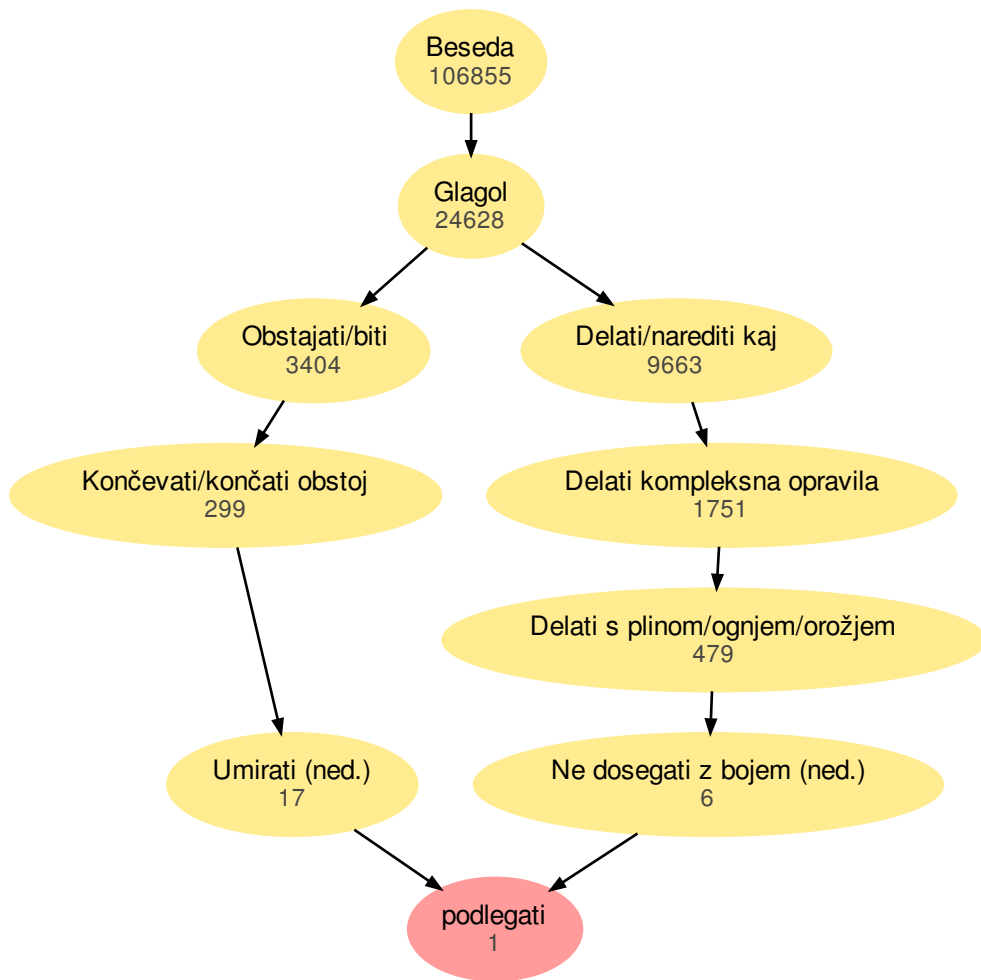 Beseda
106855
Glagol
24628
Obstajati/biti
3404
Delati/narediti kaj
9663
Končevati/končati obstoj
299
Delati kompleksna opravila
1751
Delati s plinom/ognjem/orožjem
479
Umirati (ned.)
17
Ne dosegati z bojem (ned.)
6
podlegati
1